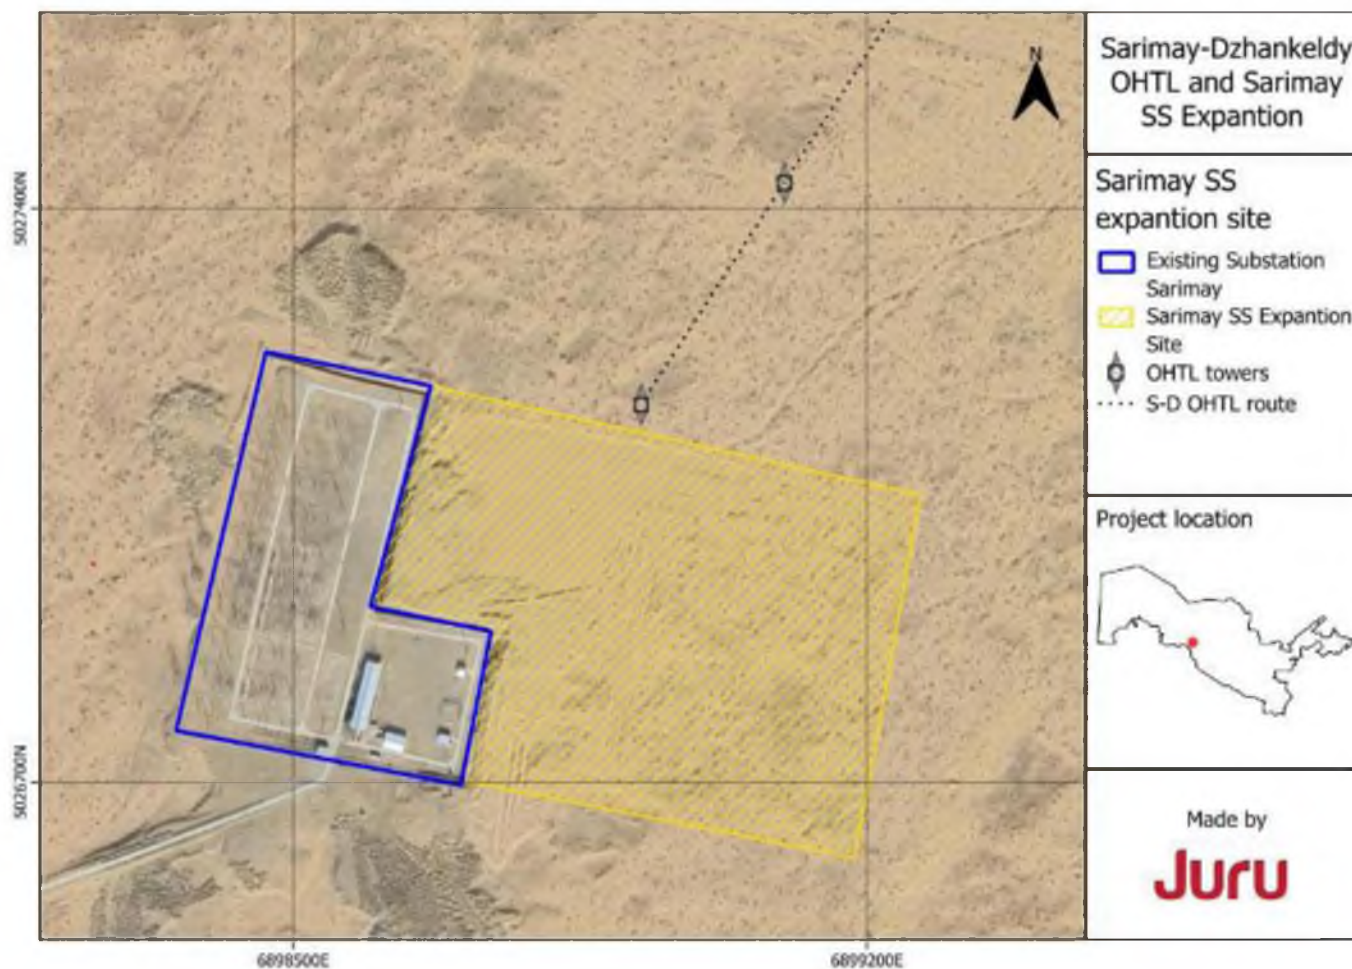 Sarimay-Dzhankeldy
OHTL and Sarimay
SS Expantion
N
Sarimay SS
expantion site
Existing Substation
Sarimay
Sarimay SS Expantion
Site
OHTL towers
S-D OHTL route
Project location
Made by
Juru
5027400N
5026700N
6898500E
6899200E